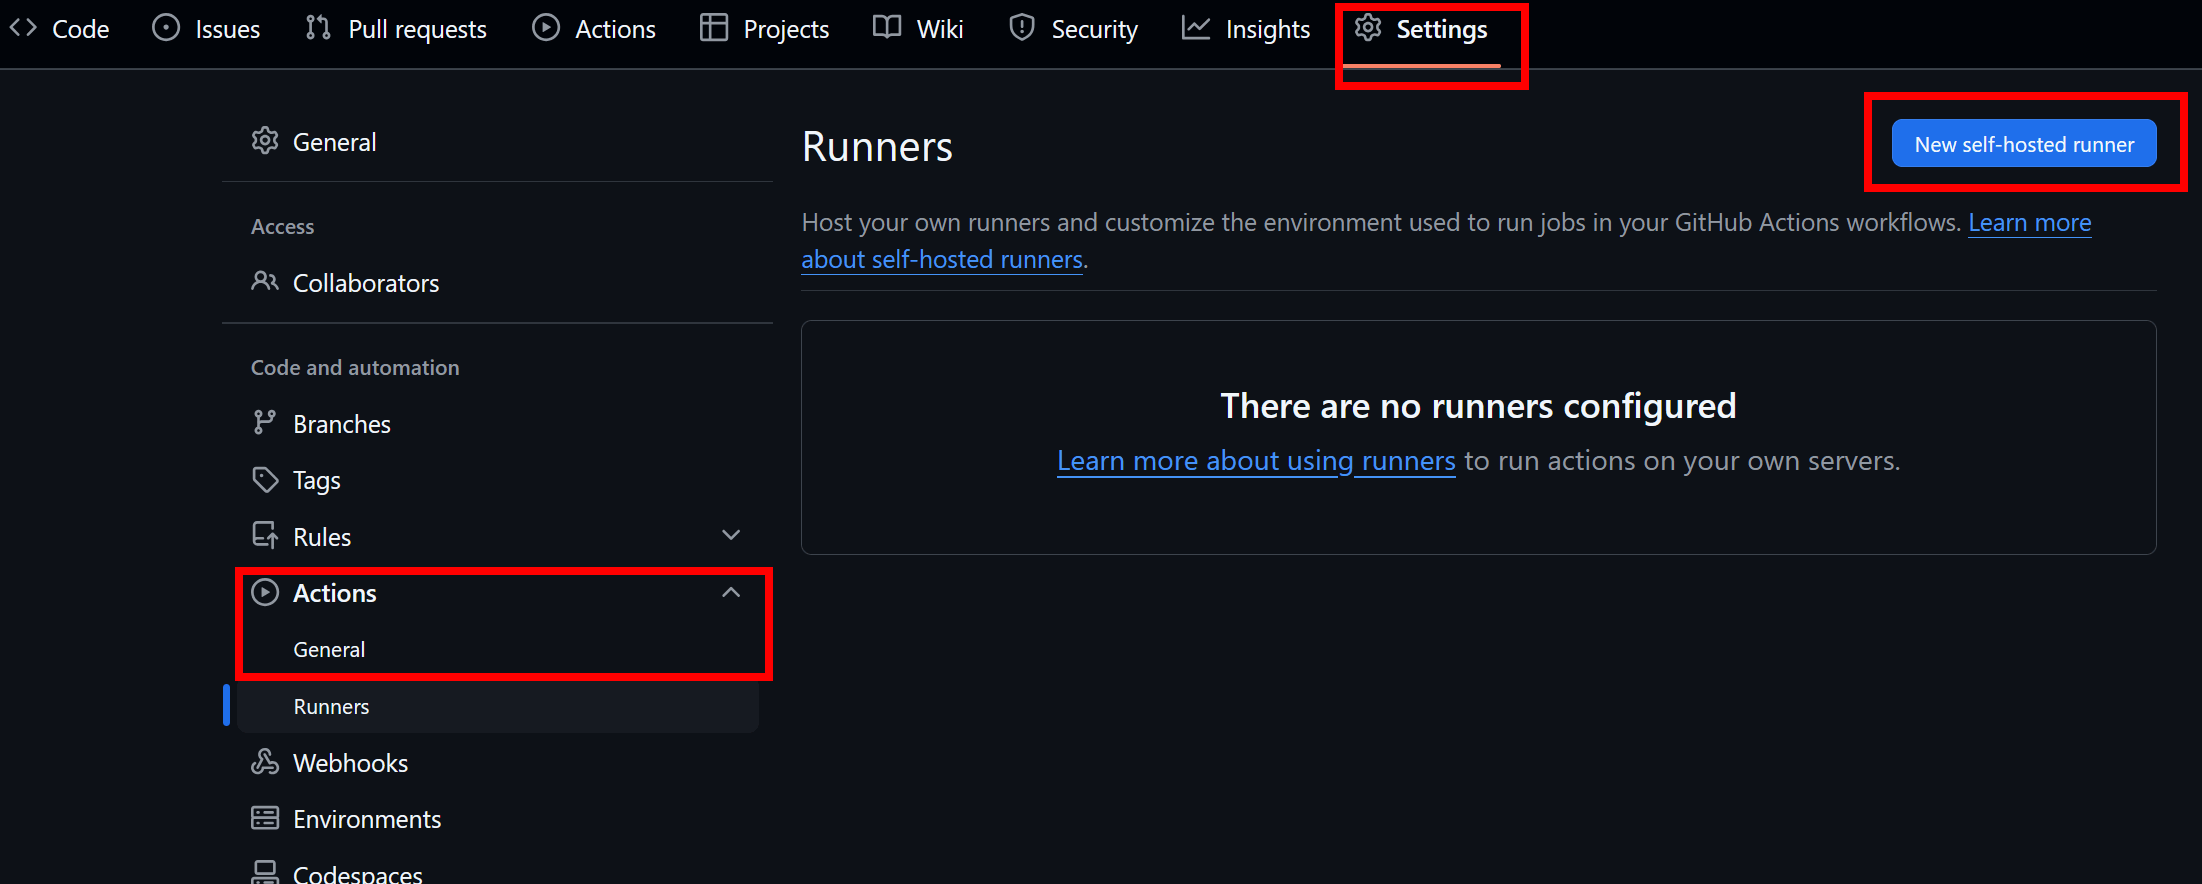 Code Issues Pull requests Actions Projects Wiki Security Insights Settings
General
Access
Collaborators
Code and automation
Branches
Tags
Rules
Actions
General
Runners
Webhooks
Environments
Codespaces
Runners
New self-hosted runner
Host your own runners and customize the environment used to run jobs in your GitHub Actions workflows. Learn more
about self-hosted runners.
There are no runners configured
Learn more about using runners to run actions on your own servers.